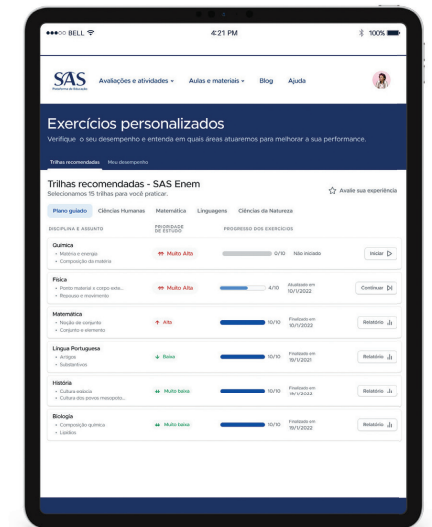 BELL 4:21 PM 100%
SAS
Plataforma de Educação
Avaliações e atividades Aulas e materiais Blog Ajuda
Exercícios personalizados
Verifique o seu desempenho e entenda em quais áreas atuaremos para melhorar a sua performance.
Trilhas recomendadas Meu desempenho
Trilhas recomendadas - SAS Enem
Selecionamos 15 trilhas para você praticar.
Avalie sua experiência
Plano guiado Ciências Humanas Matemática Linguagens Ciências da Natureza
DISCIPLINA E ASSUNTO PRIORIDADE DE ESTUDO PROGRESSO DOS EXERCÍCIOS
Química
• Matéria e energia
• Composição da matéria
Muito Alta 0/10 Não iniciado Iniciar
Física
• Ponto material e corpo exte...
• Repouso e movimento
Muito Alta 4/10 Atualizado em 10/1/2022 Continuar
Matemática
• Noção de conjunto
• Conjunto e elemento
Alta 10/10 Finalizado em 10/1/2022 Relatório
Língua Portuguesa
• Artigos
• Substantivos
Baixa 10/10 Finalizado em 19/1/2021 Relatório
História
• Cultura
• Cultura dos povos mesopotâ...
Muito baixa 10/10 Finalizado em 19/1/2022 Relatório
Biologia
• Composição química
• Lipídios
Muito baixa 10/10 Finalizado em 19/1/2022 Relatório